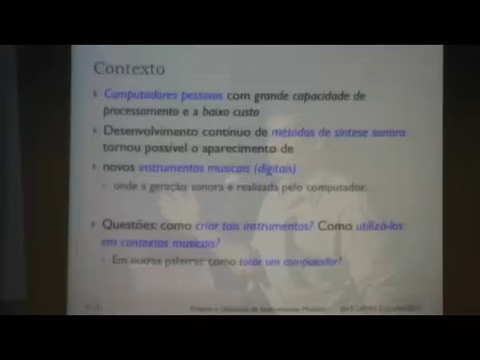 Contexto
Computadores pessoais com grande capacidade de
processamento e a baixo custo
Desenvolvimento contínuo de métodos de síntese sonora
tornou possível o aparecimento de
novos instrumentos musicais (digitais)
onde a geração sonora é realizada pelo computador.
Questões: como criar tais instrumentos? Como utilizá-los
em contextos musicais?
Em outras palavras: como tocar um computador?